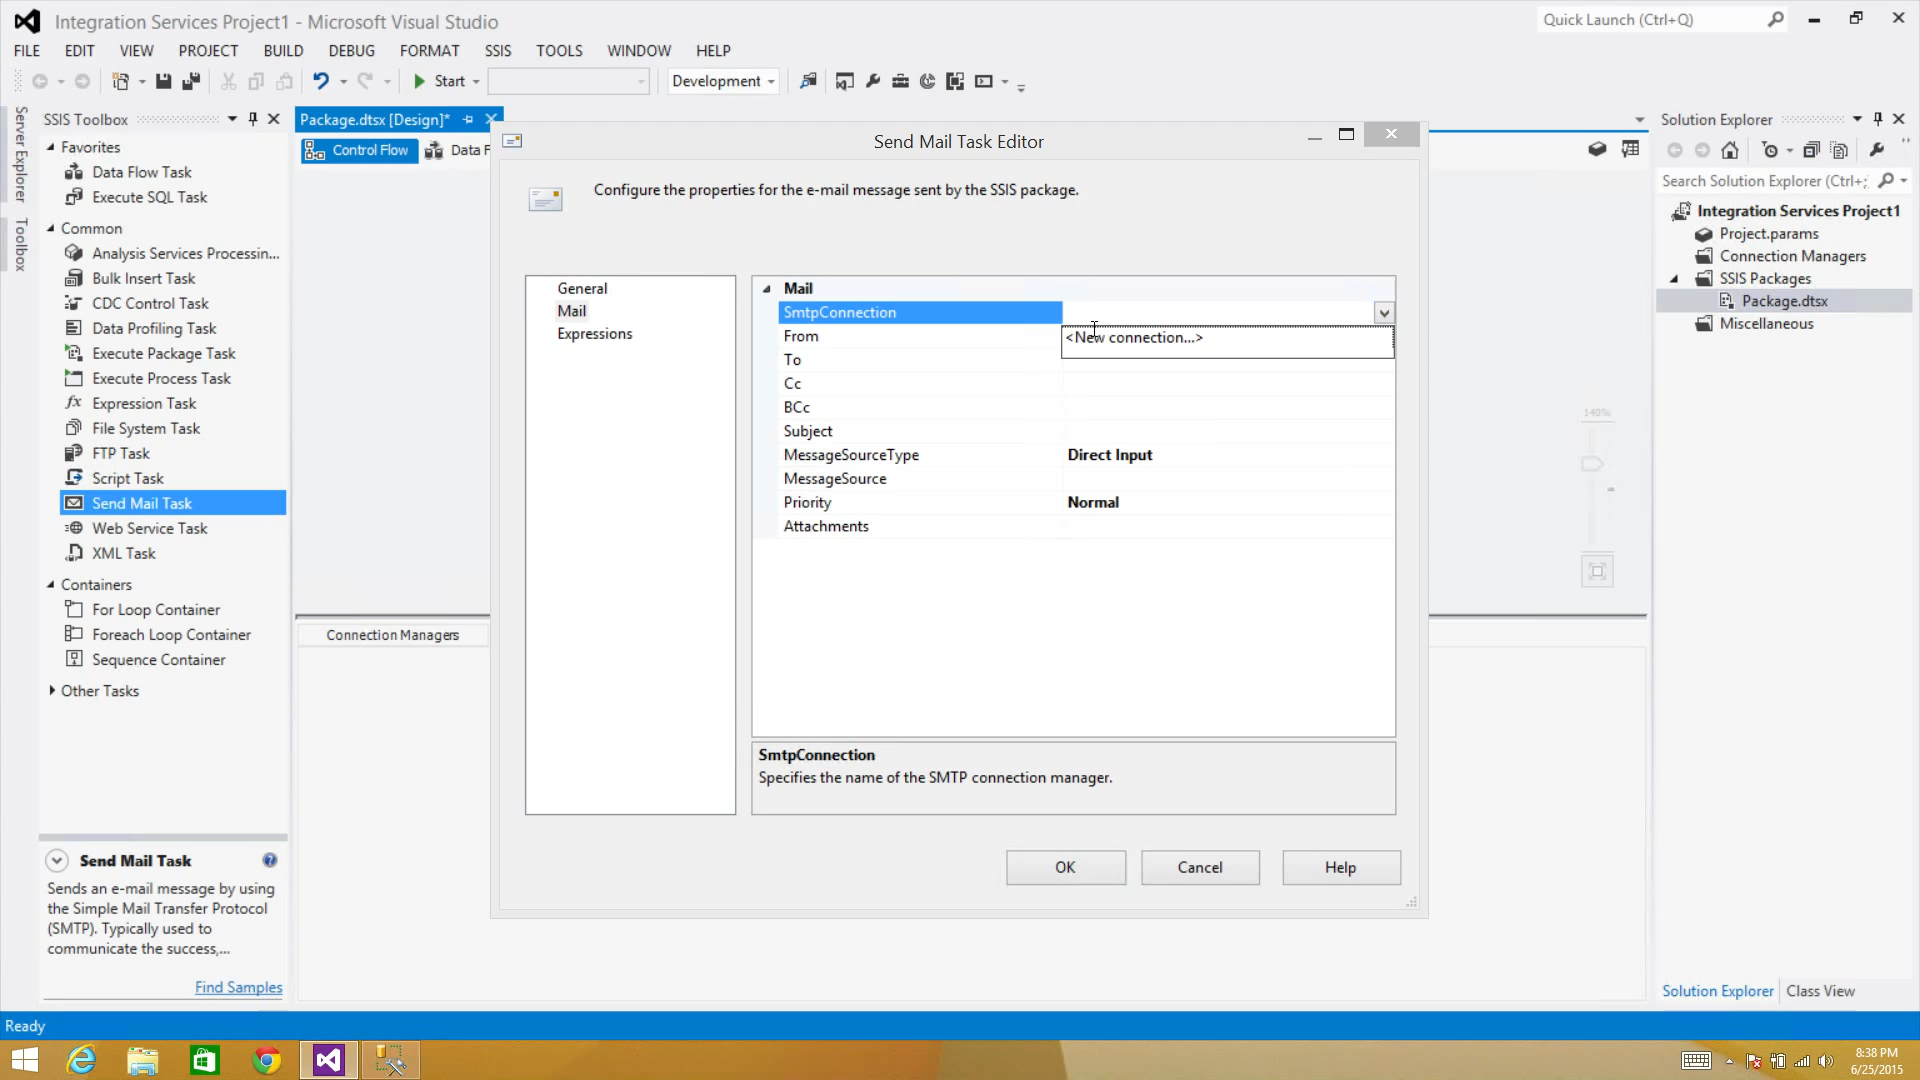 Integration Services Project1 - Microsoft Visual Studio
Quick Launch (Ctrl+Q)
FILE EDIT VIEW PROJECT BUILD DEBUG FORMAT SSIS TOOLS WINDOW HELP
Start
Development
Server Explorer
Toolbox
SSIS Toolbox
Favorites
Data Flow Task
Execute SQL Task
Common
Analysis Services Processin...
Bulk Insert Task
CDC Control Task
Data Profiling Task
Execute Package Task
Execute Process Task
Expression Task
File System Task
FTP Task
Script Task
Send Mail Task
Web Service Task
XML Task
Containers
For Loop Container
Foreach Loop Container
Sequence Container
Other Tasks
Send Mail Task
Sends an e-mail message by using
the Simple Mail Transfer Protocol
(SMTP). Typically used to
communicate the success,...
Find Samples
Package.dtsx [Design]*
Control Flow
Data F
Connection Managers
Send Mail Task Editor
Configure the properties for the e-mail message sent by the SSIS package.
General
Mail
Expressions
Mail
SmtpConnection
<New connection...>
From
To
Cc
BCc
Subject
MessageSourceType Direct Input
MessageSource
Priority Normal
Attachments
SmtpConnection
Specifies the name of the SMTP connection manager.
OK Cancel Help
140%
Solution Explorer
Search Solution Explorer (Ctrl+;
Integration Services Project1
Project.params
Connection Managers
SSIS Packages
Package.dtsx
Miscellaneous
Solution Explorer Class View
Ready
8:38 PM
6/25/2015